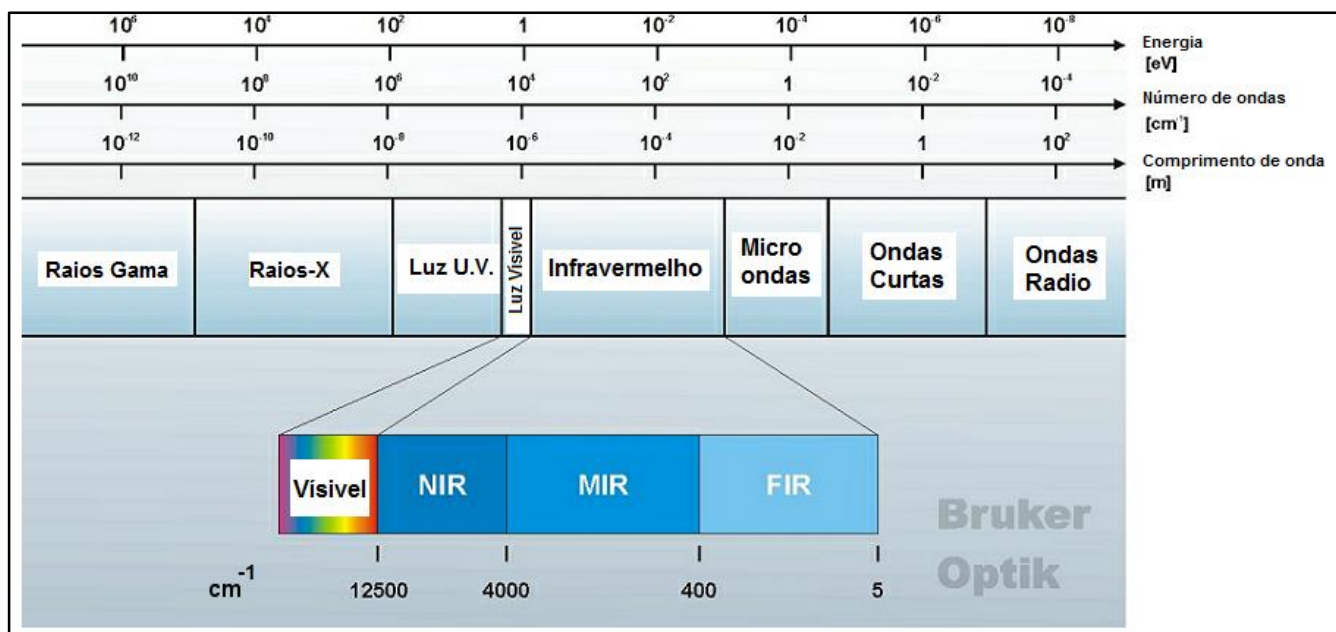 10⁶ 10⁴ 10² 1 10⁻² 10⁻⁴ 10⁻⁶ 10⁻⁸
Energia
[eV]
10¹⁰ 10⁸ 10⁶ 10⁴ 10² 1 10⁻² 10⁻⁴
Número de ondas
[cm⁻¹]
10⁻¹² 10⁻¹⁰ 10⁻⁸ 10⁻⁶ 10⁻⁴ 10⁻² 1 10²
Comprimento de onda
[m]
Raios Gama
Raios-X
Luz U.V.
Luz Visivel
Infravermelho
Micro
ondas
Ondas
Curtas
Ondas
Radio
Vísivel
NIR
MIR
FIR
cm⁻¹ 12500 4000 400 5
Bruker
Optik